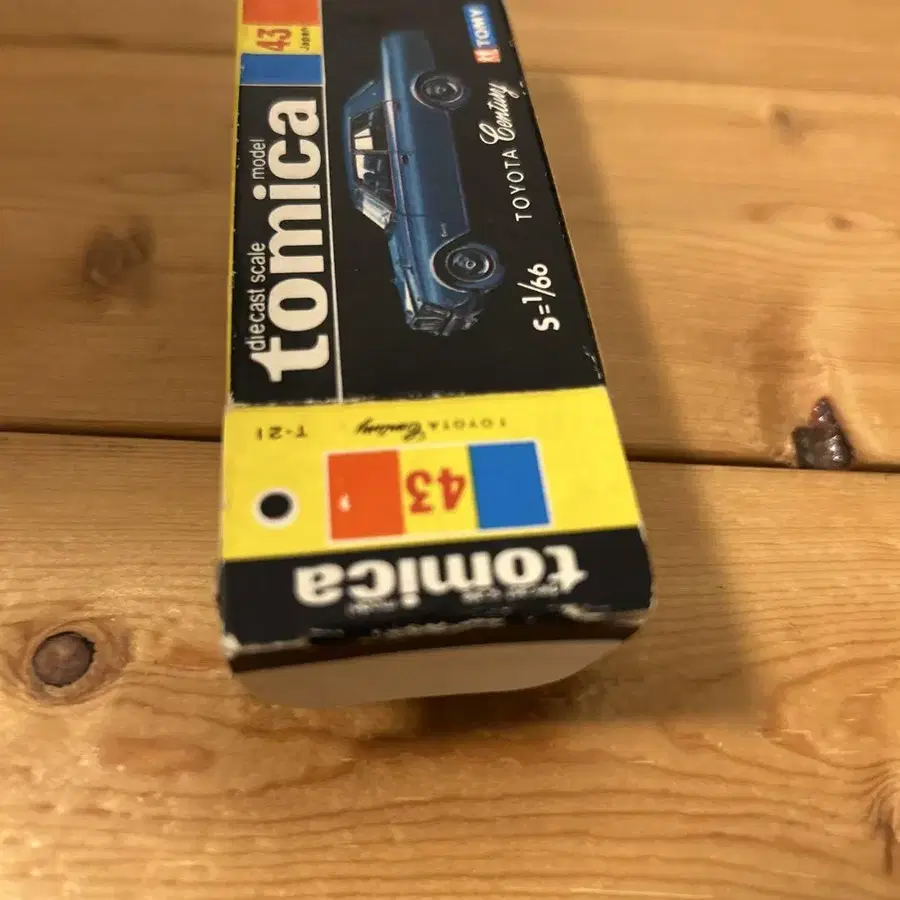 43
Japan
diecast scale model
tomica
TOMY
TOYOTA Century
S=1/66
T-21
TOYOTA Century
43
tomica